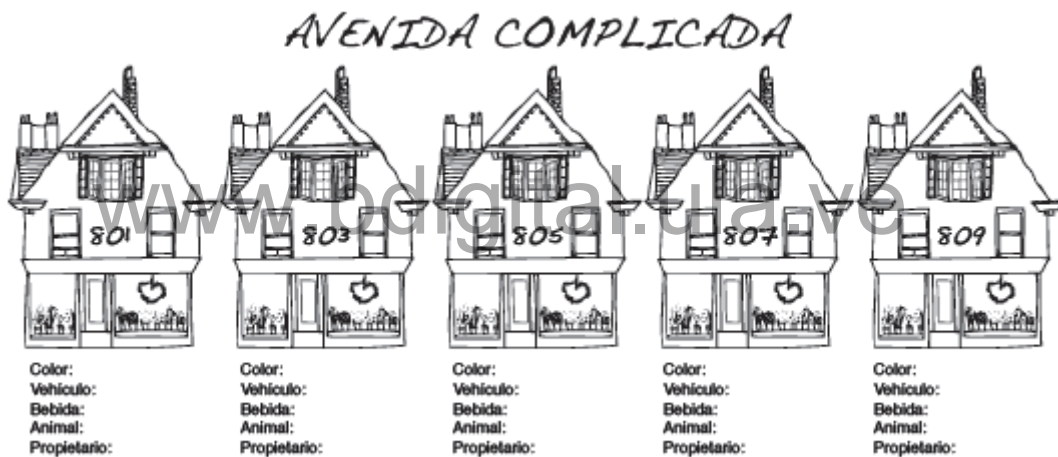 AVENIDA COMPLICADA
www.bdigital.ula.ve
801 803 805 807 809
Color: Color: Color: Color: Color:
Vehículo: Vehículo: Vehículo: Vehículo: Vehículo:
Bebida: Bebida: Bebida: Bebida: Bebida:
Animal: Animal: Animal: Animal: Animal:
Propietario: Propietario: Propietario: Propietario: Propietario: